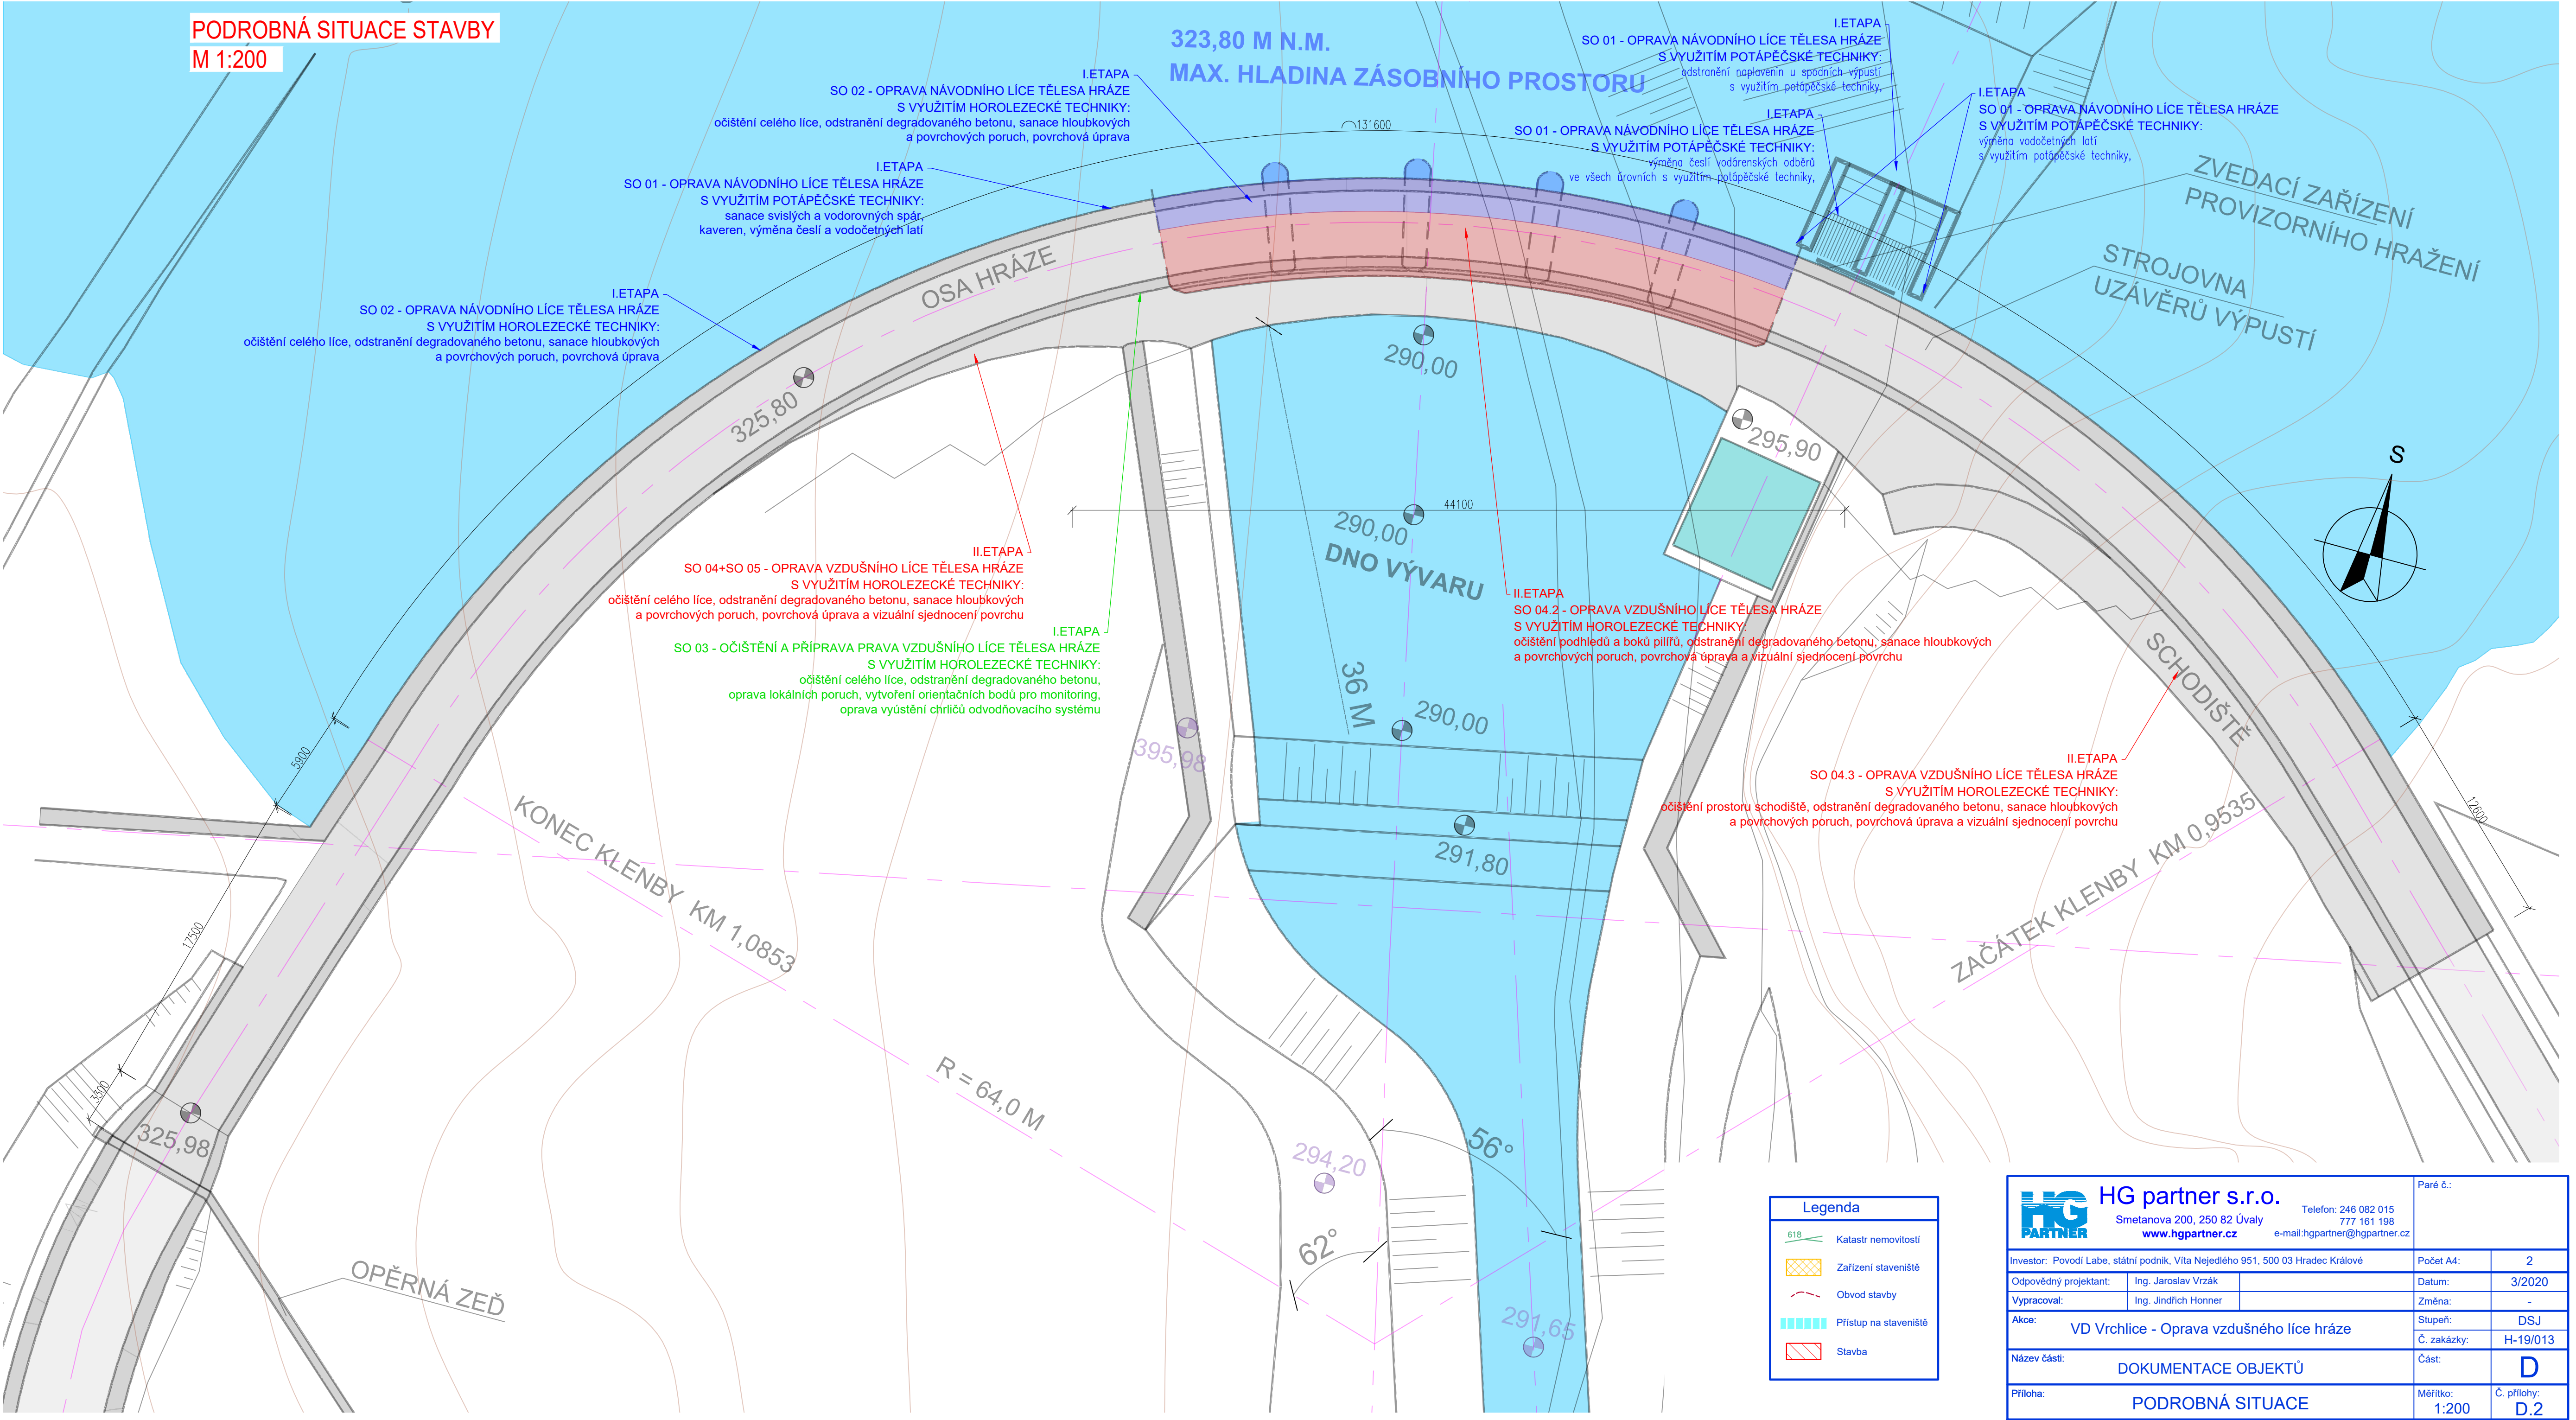 PODROBNÁ SITUACE STAVBY
M 1:200
323,80 M N.M.
MAX. HLADINA ZÁSOBNÍHO PROSTORU
I.ETAPA
SO 02 - OPRAVA NÁVODNÍHO LÍCE TĚLESA HRÁZE
S VYUŽITÍM HOROLEZECKÉ TECHNIKY:
očištění celého líce, odstranění degradovaného betonu, sanace hloubkových
a povrchových poruch, povrchová úprava
I.ETAPA
SO 01 - OPRAVA NÁVODNÍHO LÍCE TĚLESA HRÁZE
S VYUŽITÍM POTÁPĚČSKÉ TECHNIKY:
sanace svislých a vodorovných spár,
kaveren, výměna česlí a vodočetných latí
I.ETAPA
SO 02 - OPRAVA NÁVODNÍHO LÍCE TĚLESA HRÁZE
S VYUŽITÍM HOROLEZECKÉ TECHNIKY:
očištění celého líce, odstranění degradovaného betonu, sanace hloubkových
a povrchových poruch, povrchová úprava
I.ETAPA
SO 01 - OPRAVA NÁVODNÍHO LÍCE TĚLESA HRÁZE
S VYUŽITÍM POTÁPĚČSKÉ TECHNIKY:
odstranění naplavenin u spodních výpustí
s využitím potápěčské techniky,
I.ETAPA
SO 01 - OPRAVA NÁVODNÍHO LÍCE TĚLESA HRÁZE
S VYUŽITÍM POTÁPĚČSKÉ TECHNIKY:
výměna česlí vodárenských odběrů
ve všech úrovních s využitím potápěčské techniky,
I.ETAPA
SO 01 - OPRAVA NÁVODNÍHO LÍCE TĚLESA HRÁZE
S VYUŽITÍM POTÁPĚČSKÉ TECHNIKY:
výměna vodočetných latí
s využitím potápěčské techniky,
131600
ZVEDACÍ ZAŘÍZENÍ
PROVIZORNÍHO HRAŽENÍ
STROJOVNA
UZÁVĚRŮ VÝPUSTÍ
OSA HRÁZE
325,80
290,00
295,90
S
44100
290,00
DNO VÝVARU
II.ETAPA
SO 04+SO 05 - OPRAVA VZDUŠNÍHO LÍCE TĚLESA HRÁZE
S VYUŽITÍM HOROLEZECKÉ TECHNIKY:
očištění celého líce, odstranění degradovaného betonu, sanace hloubkových
a povrchových poruch, povrchová úprava a vizuální sjednocení povrchu
I.ETAPA
SO 03 - OČIŠTĚNÍ A PŘÍPRAVA PRAVA VZDUŠNÍHO LÍCE TĚLESA HRÁZE
S VYUŽITÍM HOROLEZECKÉ TECHNIKY:
očištění celého líce, odstranění degradovaného betonu,
oprava lokálních poruch, vytvoření orientačních bodů pro monitoring,
oprava vyústění chrličů odvodňovacího systému
II.ETAPA
SO 04.2 - OPRAVA VZDUŠNÍHO LÍCE TĚLESA HRÁZE
S VYUŽITÍM HOROLEZECKÉ TECHNIKY:
očištění podhledů a boků pilířů, odstranění degradovaného betonu, sanace hloubkových
a povrchových poruch, povrchová úprava a vizuální sjednocení povrchu
SCHODIŠTĚ
36 M
290,00
395,98
5900
II.ETAPA
SO 04.3 - OPRAVA VZDUŠNÍHO LÍCE TĚLESA HRÁZE
S VYUŽITÍM HOROLEZECKÉ TECHNIKY:
očištění prostoru schodiště, odstranění degradovaného betonu, sanace hloubkových
a povrchových poruch, povrchová úprava a vizuální sjednocení povrchu
12600
291,80
KONEC KLENBY KM 1,0853
ZAČÁTEK KLENBY KM 0,9535
17500
3300
325,98
R = 64,0 M
56°
294,20
62°
291,65
OPĚRNÁ ZEĎ
Legenda
618
Katastr nemovitostí
Zařízení staveniště
Obvod stavby
Přístup na staveniště
Stavba
HG
PARTNER
HG partner s.r.o.
Smetanova 200, 250 82 Úvaly
www.hgpartner.cz
Telefon: 246 082 015
777 161 198
e-mail:hgpartner@hgpartner.cz
Paré č.:
Investor: Povodí Labe, státní podnik, Víta Nejedlého 951, 500 03 Hradec Králové
Počet A4: 2
Odpovědný projektant: Ing. Jaroslav Vrzák
Datum: 3/2020
Vypracoval: Ing. Jindřich Honner
Změna: -
Akce: VD Vrchlice - Oprava vzdušného líce hráze
Stupeň: DSJ
Č. zakázky: H-19/013
Název části: DOKUMENTACE OBJEKTŮ
Část: D
Příloha: PODROBNÁ SITUACE
Měřítko: 1:200
Č. přílohy: D.2